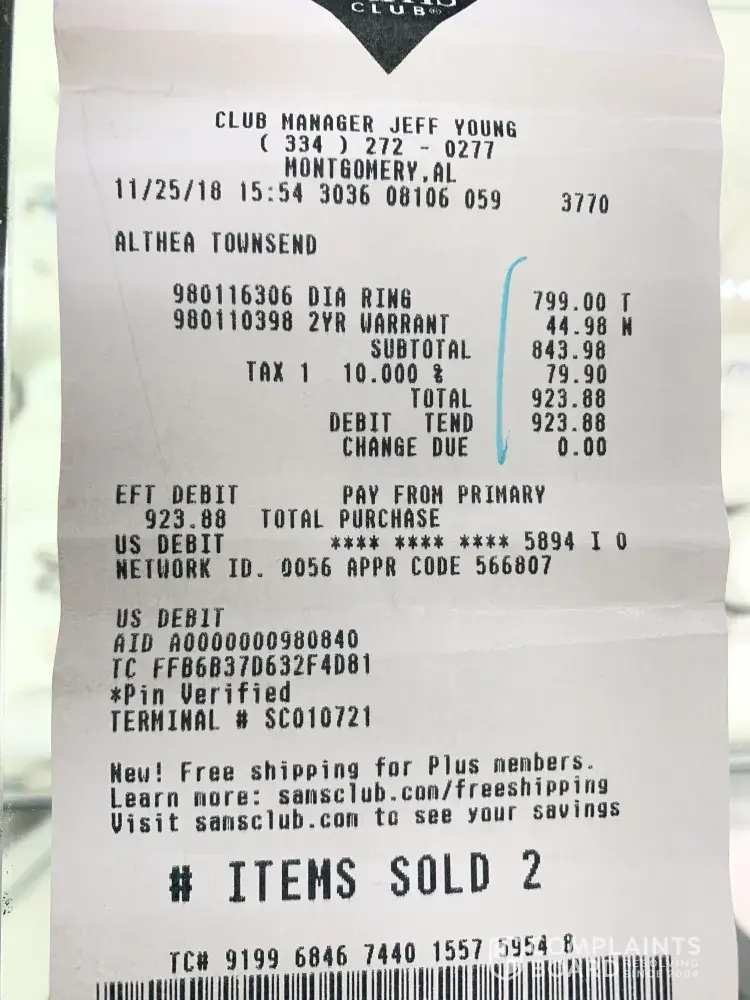 CLUB®
CLUB MANAGER JEFF YOUNG
( 334 ) 272 - 0277
MONTGOMERY,AL
11/25/18 15:54 3036 08106 059 3770
ALTHEA TOWNSEND
980116306 DIA RING 799.00 T
980110398 2YR WARRANT 44.98 N
SUBTOTAL 843.98
TAX 1 10.000 % 79.90
TOTAL 923.88
DEBIT TEND 923.88
CHANGE DUE 0.00
EFT DEBIT PAY FROM PRIMARY
923.88 TOTAL PURCHASE
US DEBIT **** **** **** 5894 I 0
NETWORK ID. 0056 APPR CODE 566807
US DEBIT
AID A0000000980840
TC FFB6B37D632F4D81
*Pin Verified
TERMINAL # SC010721
New! Free shipping for Plus members.
Learn more: samsclub.com/freeshipping
Visit samsclub.com to see your savings
# ITEMS SOLD 2
TC# 9199 6846 7440 1557 5954 8
COMPLAINTS
BOARD RESOLVING
SINCE 2004